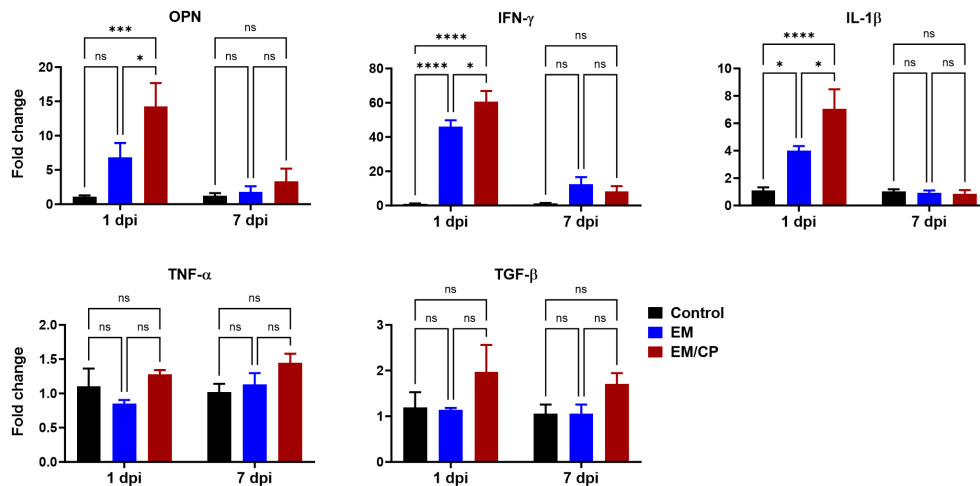 OPN
***
ns
*
ns
ns
ns
Fold change
20
15
10
5
0
1 dpi
7 dpi
IFN-γ
****
****
*
ns
ns
ns
80
60
40
20
0
1 dpi
7 dpi
IL-1β
****
*
*
ns
ns
ns
10
8
6
4
2
0
1 dpi
7 dpi
TNF-α
ns
ns
ns
ns
ns
ns
Fold change
2.0
1.5
1.0
0.5
0.0
1 dpi
7 dpi
TGF-β
ns
ns
ns
ns
ns
ns
3
2
1
0
1 dpi
7 dpi
Control
EM
EM/CP